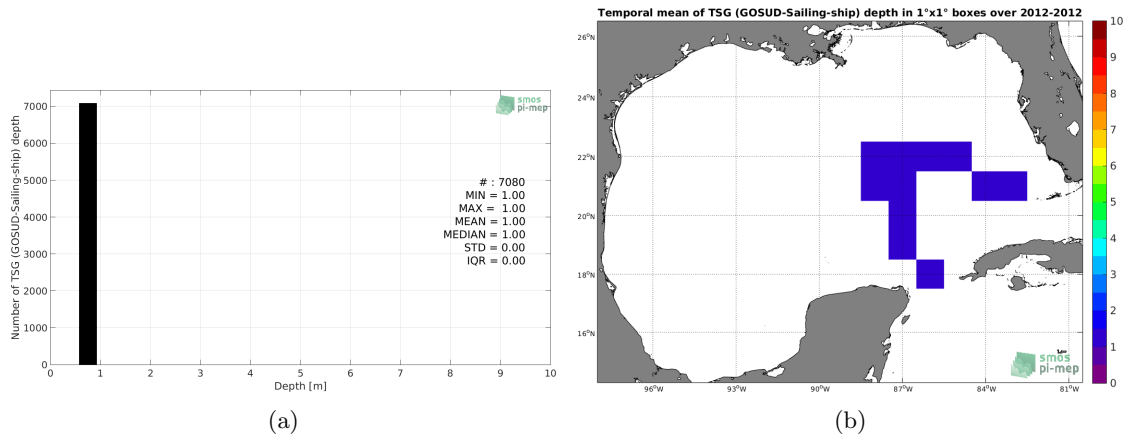 Temporal mean of TSG (GOSUD-Sailing-ship) depth in 1°x1° boxes over 2012-2012
Number of TSG (GOSUD-Sailing-ship) depth
7000
6000
5000
4000
3000
2000
1000
0
smos
pi-mep
# : 7080
MIN = 1.00
MAX = 1.00
MEAN = 1.00
MEDIAN = 1.00
STD = 0.00
IQR = 0.00
0 1 2 3 4 5 6 7 8 9 10
Depth [m]
(a)
26°N
24°N
22°N
20°N
18°N
16°N
96°W 93°W 90°W 87°W 84°W 81°W
smos
pi-mep
10
9
8
7
6
5
4
3
2
1
0
(b)